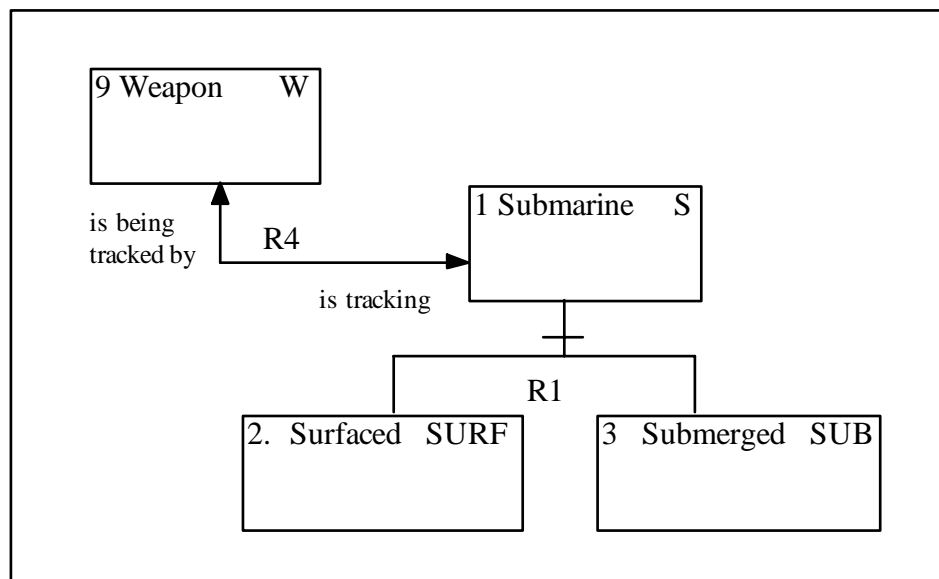 9 Weapon W
1 Submarine S
is being
tracked by
R4
is tracking
R1
2. Surfaced SURF
3 Submerged SUB